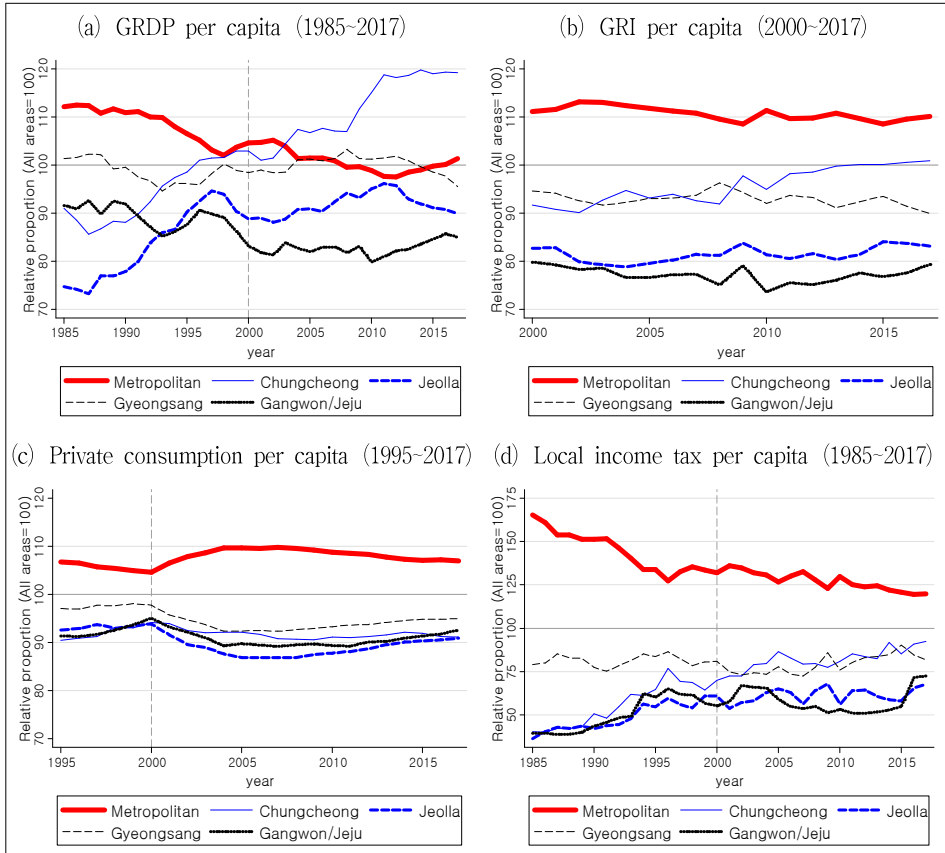 (a) GRDP per capita (1985~2017)
Relative proportion (All areas=100)
120
110
100
90
80
70
1985 1990 1995 2000 2005 2010 2015
year
Metropolitan Chungcheong Jeolla
Gyeongsang Gangwon/Jeju
(b) GRI per capita (2000~2017)
Relative proportion (All areas=100)
120
110
100
90
80
70
2000 2005 2010 2015
year
Metropolitan Chungcheong Jeolla
Gyeongsang Gangwon/Jeju
(c) Private consumption per capita (1995~2017)
Relative proportion (All areas=100)
120
110
100
90
80
70
1995 2000 2005 2010 2015
year
Metropolitan Chungcheong Jeolla
Gyeongsang Gangwon/Jeju
(d) Local income tax per capita (1985~2017)
Relative proportion (All areas=100)
175
150
125
100
75
50
1985 1990 1995 2000 2005 2010 2015
year
Metropolitan Chungcheong Jeolla
Gyeongsang Gangwon/Jeju